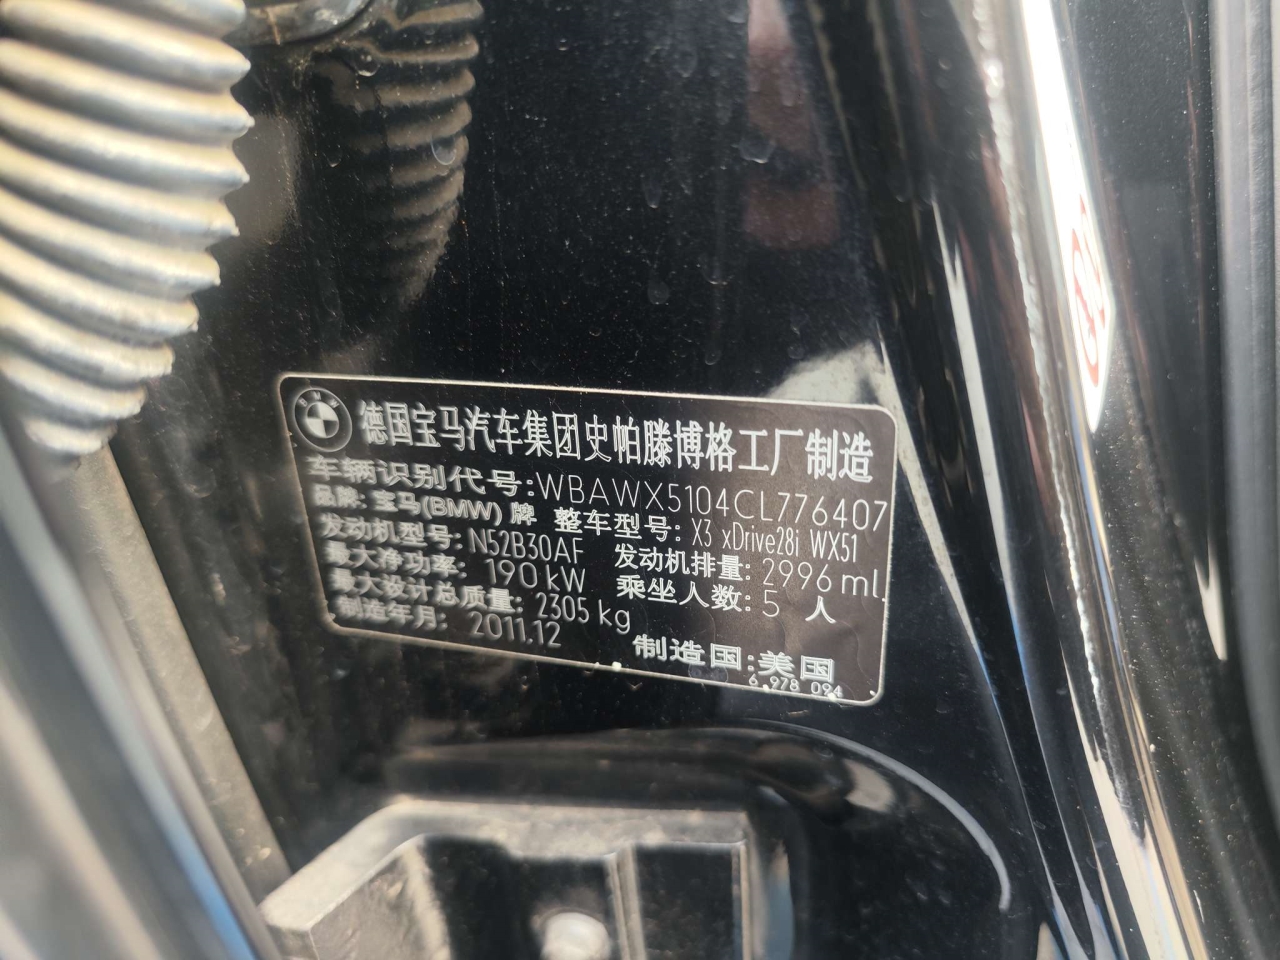 BMW
德国宝马汽车集团史帕滕博格工厂制造
车辆识别代号:WBAWX5104CL776407
品牌: 宝马(BMW) 牌 整车型号: X3 xDrive28i WX51
发动机型号: N52B30AF 发动机排量: 2996 ml
最大净功率: 190 kW 乘坐人数: 5 人
最大设计总质量: 2305 kg
制造年月: 2011.12 制造国: 美国
6 978 094